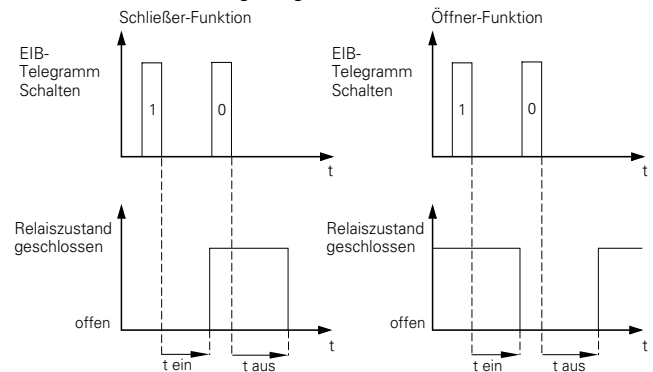 Schließer-Funktion
EIB-
Telegramm
Schalten
1
0
t
Relaiszustand
geschlossen
offen
t
t ein
t aus
Öffner-Funktion
EIB-
Telegramm
Schalten
1
0
t
Relaiszustand
geschlossen
offen
t
t ein
t aus